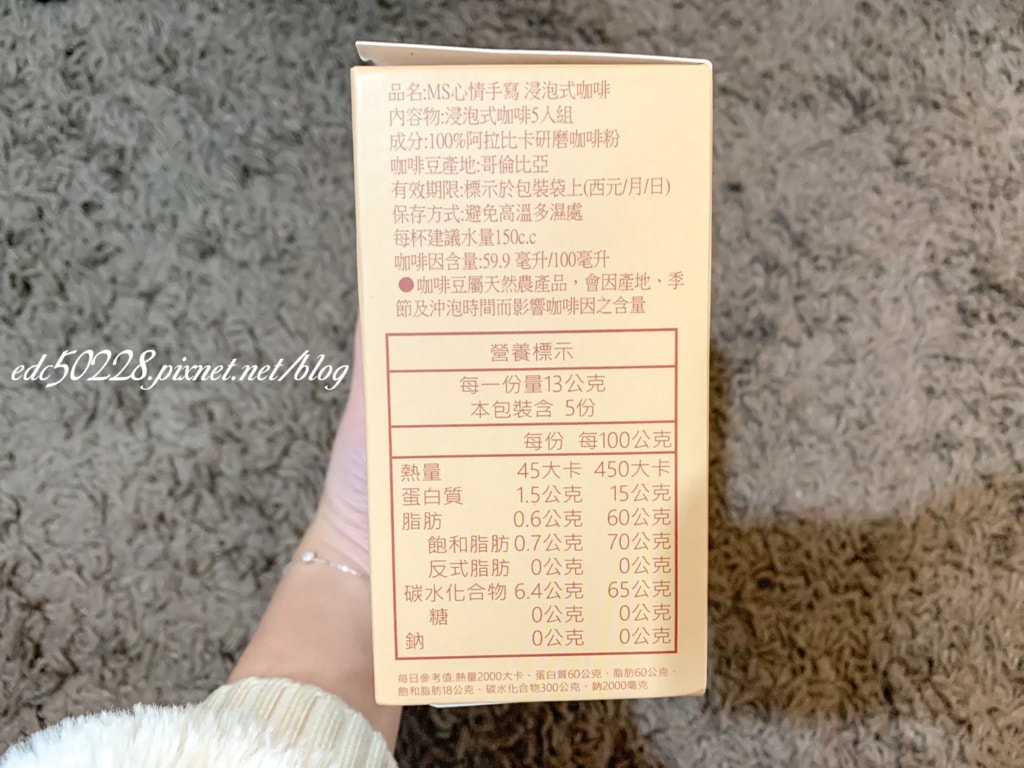 品名:MS心情手寫 浸泡式咖啡
內容物:浸泡式咖啡5入組
成分:100%阿拉比卡研磨咖啡粉
咖啡豆產地:哥倫比亞
有效期限:標示於包裝袋上(西元/月/日)
保存方式:避免高溫多濕處
每杯建議水量150c.c
咖啡因含量:59.9 毫升/100毫升
●咖啡豆屬天然農產品，會因產地、季
節及沖泡時間而影響咖啡因之含量
營養標示
每一份量13公克
本包裝含 5份
每份 每100公克
熱量 45大卡 450大卡
蛋白質 1.5公克 15公克
脂肪 0.6公克 60公克
飽和脂肪 0.7公克 70公克
反式脂肪 0公克 0公克
碳水化合物 6.4公克 65公克
糖 0公克 0公克
鈉 0公克 0公克
每日參考值:熱量2000大卡、蛋白質60公克、脂肪60公克、
飽和脂肪18公克、碳水化合物300公克、鈉2000毫克
edc50228.pixnet.net/blog